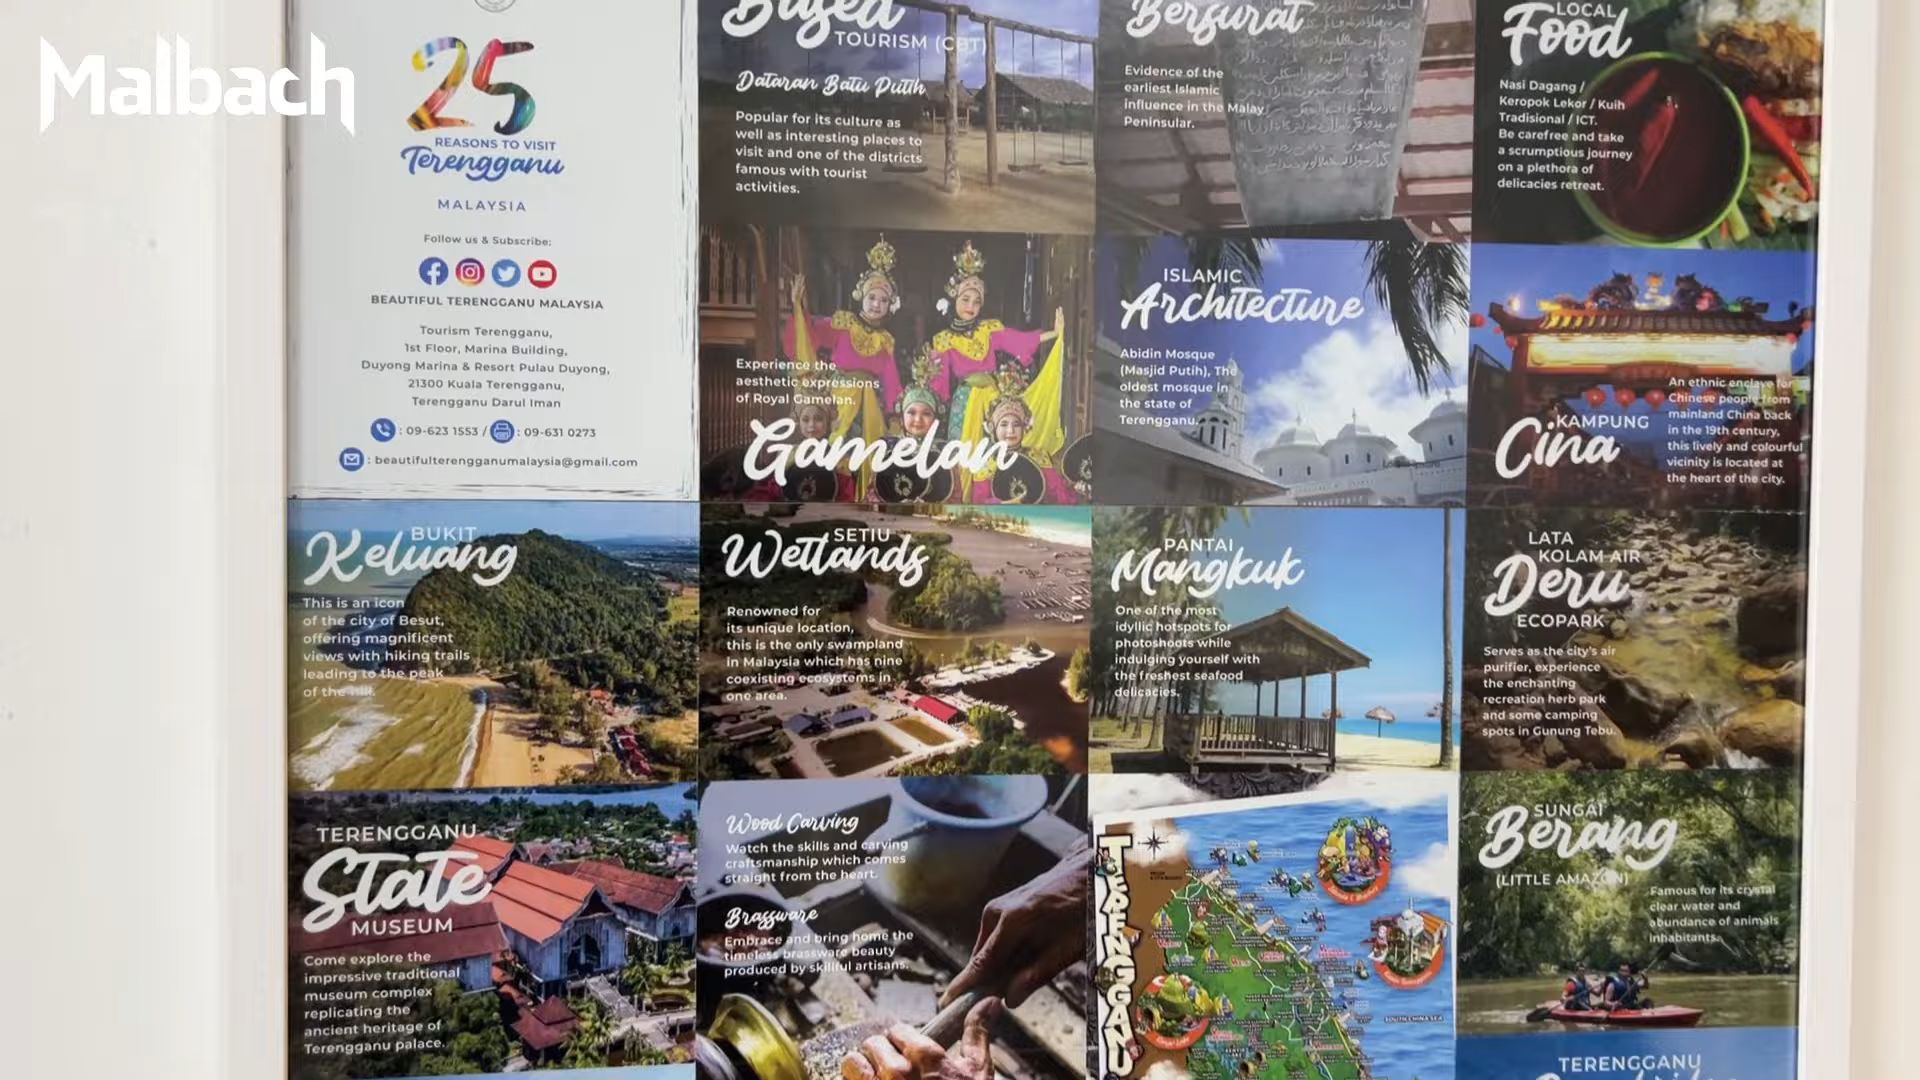 Malbach
25
REASONS TO VISIT
Terengganu
MALAYSIA
Follow us & Subscribe:
BEAUTIFUL TERENGGANU MALAYSIA
Tourism Terengganu,
1st Floor, Marina Building,
Duyong Marina & Resort Pulau Duyong,
21300 Kuala Terengganu,
Terengganu Darul Iman
: 09-623 1553 / : 09-631 0273
: beautifulterengganumalaysia@gmail.com
Based
TOURISM (CBT)
Dataran Batu Putih
Popular for its culture as
well as interesting places to
visit and one of the districts
famous with tourist
activities.
Bersurat
Evidence of the
earliest Islamic
influence in the Malay
Peninsular.
LOCAL
Food
Nasi Dagang /
Keropok Lekor / Kuih
Tradisional / ICT.
Be carefree and take
a scrumptious journey
on a plethora of
delicacies retreat.
Experience the
aesthetic expressions
of Royal Gamelan.
Gamelan
ISLAMIC
Architecture
Abidin Mosque
(Masjid Putih), The
oldest mosque in
the state of
Terengganu.
KAMPUNG
Cina
An ethnic enclave for
Chinese people from
mainland China back
in the 19th century,
this lively and colourful
vicinity is located at
the heart of the city.
BUKIT
Keluang
This is an icon
of the city of Besut,
offering magnificent
views with hiking trails
leading to the peak
of the hill.
SETIU
Wetlands
Renowned for
its unique location,
this is the only swampland
in Malaysia which has nine
coexisting ecosystems in
one area.
PANTAI
Mangkuk
One of the most
idyllic hotspots for
photoshoots while
indulging yourself with
the freshest seafood
delicacies.
LATA
KOLAM AIR
Deru
ECOPARK
Serves as the city's air
purifier, experience
the enchanting
recreation herb park
and some camping
spots in Gunung Tebu.
TERENGGANU
State
MUSEUM
Come explore the
impressive traditional
museum complex
replicating the
ancient heritage of
Terengganu palace.
Wood Carving
Watch the skills and carving
craftsmanship which comes
straight from the heart.
Brassware
Embrace and bring home the
timeless brassware beauty
produced by skillful artisans.
TERENGGANU
SOUTH CHINA SEA
SUNGAI
Berang
(LITTLE AMAZON)
Famous for its crystal
clear water and
abundance of animals
inhabitants.
TERENGGANU